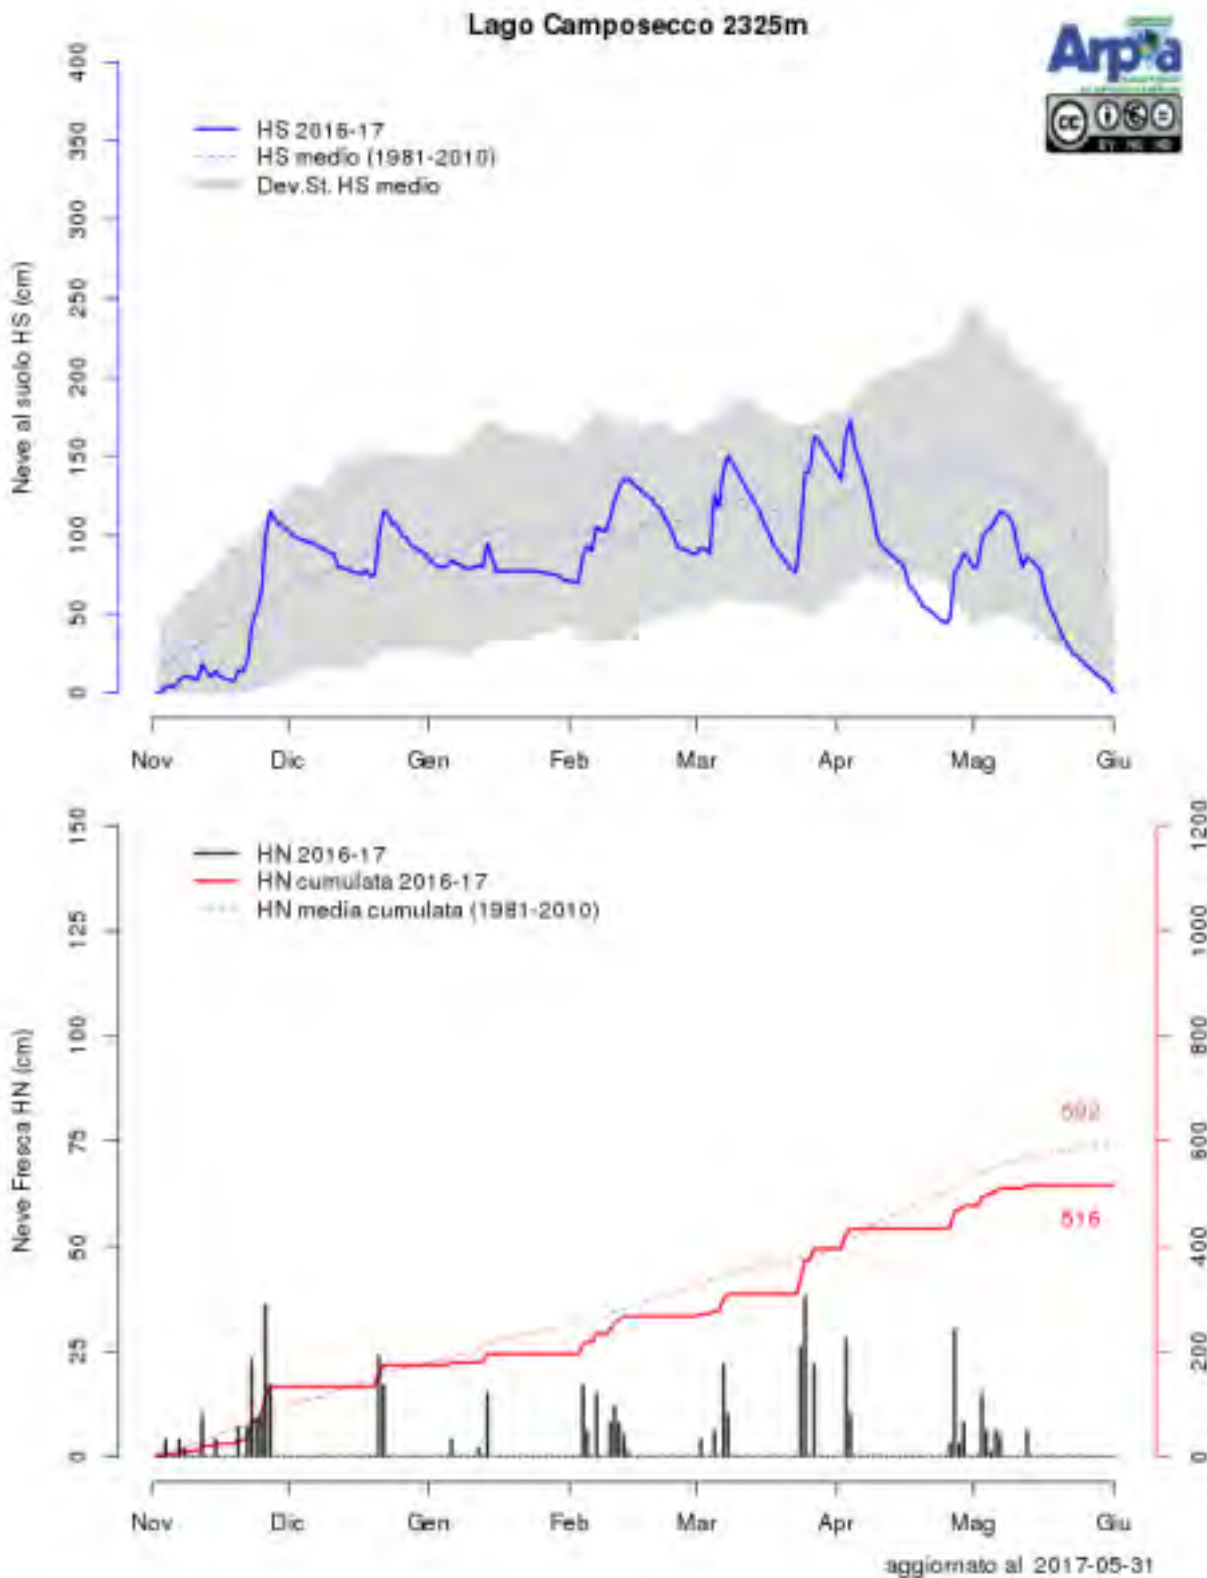 Lago Camposecco 2325m
Arpa
cc
HS 2016-17
HS medio (1981-2010)
Dev.St. HS medio
Neve al suolo HS (cm)
400
350
300
250
200
150
100
50
0
Nov Dic Gen Feb Mar Apr Mag Giu
HN 2016-17
HN cumulata 2016-17
HN media cumulata (1981-2010)
Neve Fresca HN (cm)
150
125
100
75
50
25
0
1200
1000
800
600
400
200
0
592
516
Nov Dic Gen Feb Mar Apr Mag Giu
aggiornato al 2017-05-31